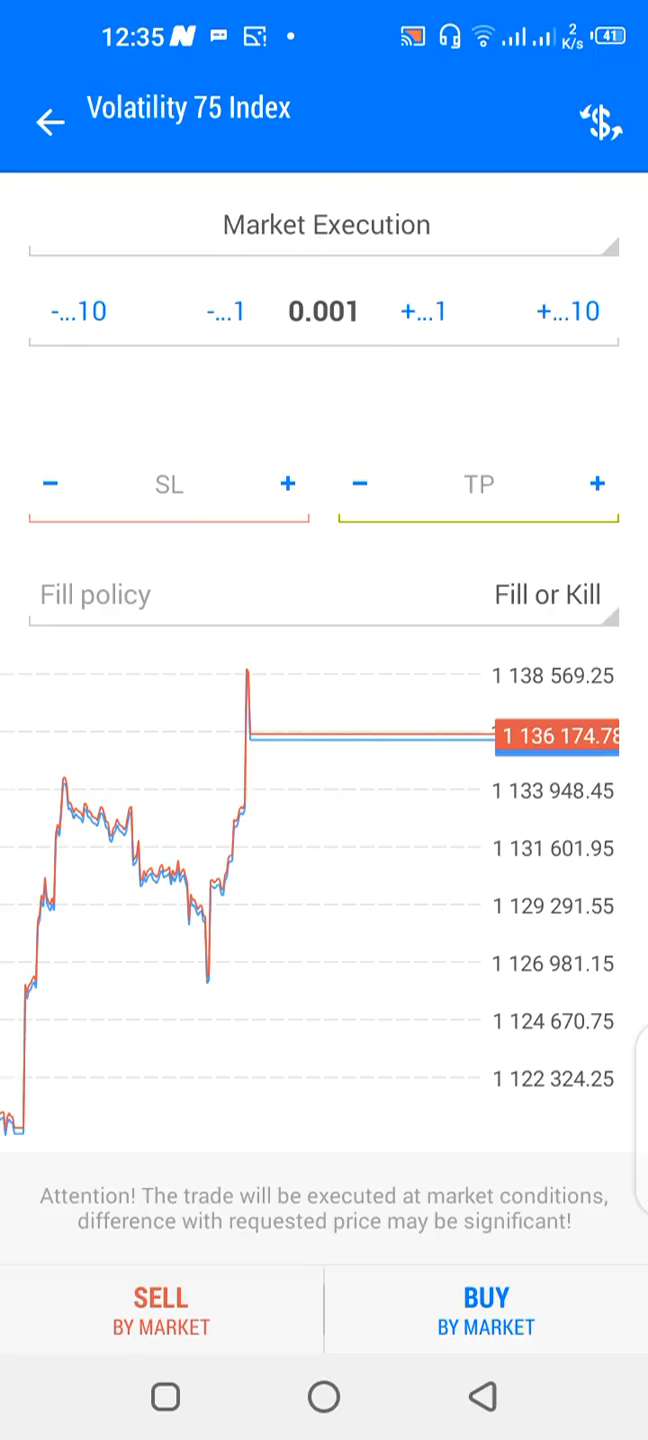 12:35
2
K/s
41
Volatility 75 Index
Market Execution
-...10 -...1 0.001 +...1 +...10
- SL + - TP +
Fill policy Fill or Kill
1 138 569.25
1 136 174.78
1 133 948.45
1 131 601.95
1 129 291.55
1 126 981.15
1 124 670.75
1 122 324.25
Attention! The trade will be executed at market conditions,
difference with requested price may be significant!
SELL BUY
BY MARKET BY MARKET